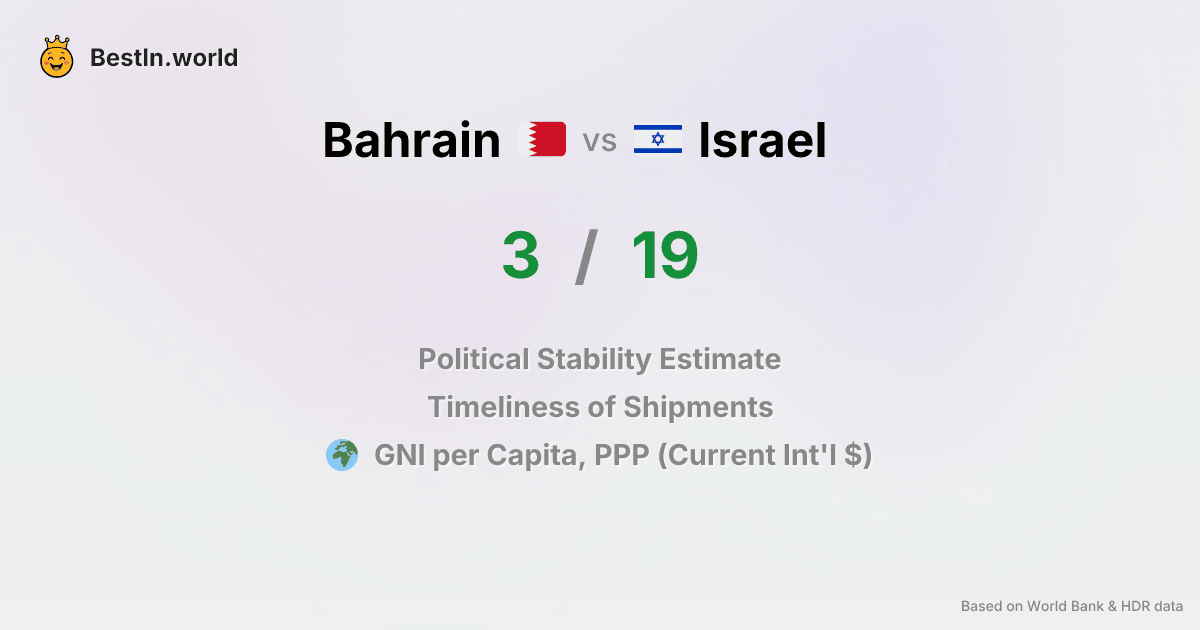 BestIn.world
Bahrain vs Israel
3 / 19
Political Stability Estimate
Timeliness of Shipments
GNI per Capita, PPP (Current Int'l $)
Based on World Bank & HDR data